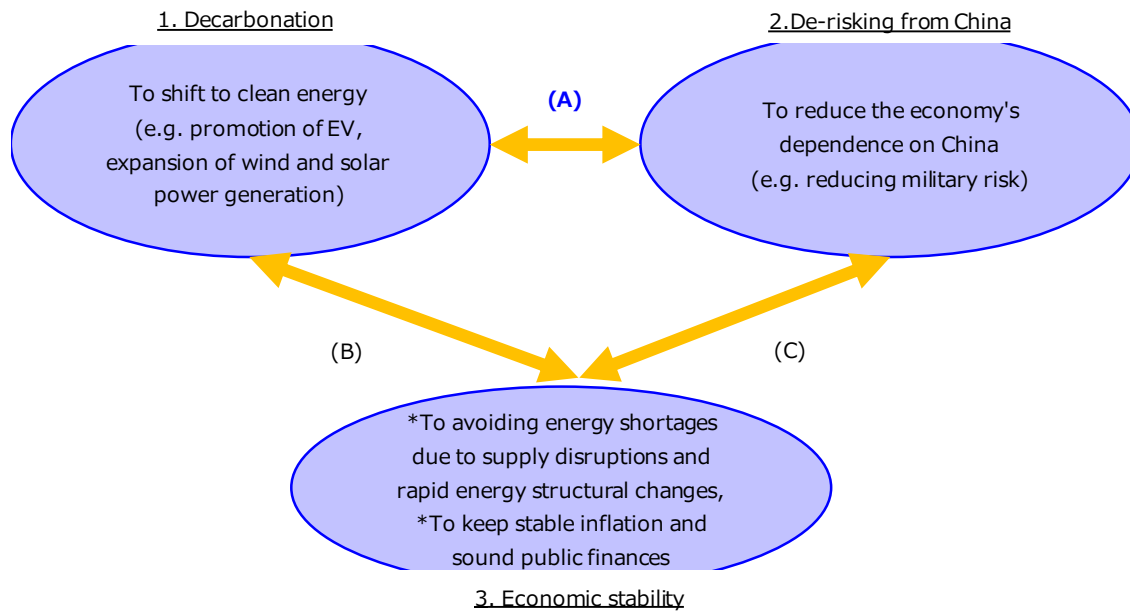 1. Decarbonation
2.De-risking from China
To shift to clean energy
(e.g. promotion of EV,
expansion of wind and solar
power generation)
(A)
To reduce the economy's
dependence on China
(e.g. reducing military risk)
(B)
(C)
*To avoiding energy shortages
due to supply disruptions and
rapid energy structural changes,
*To keep stable inflation and
sound public finances
3. Economic stability